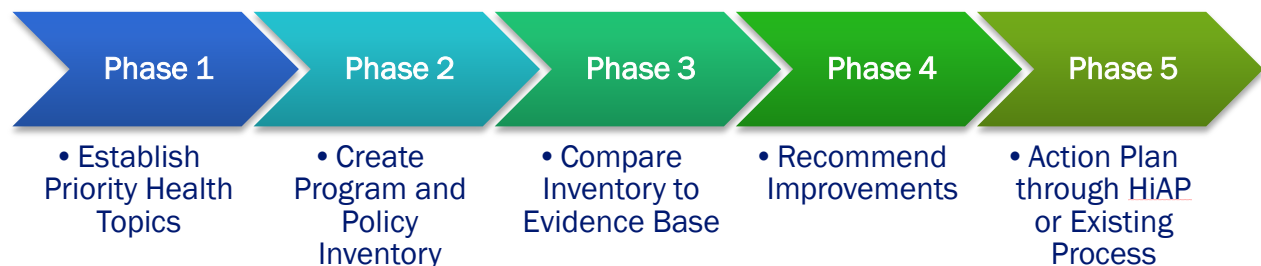 Phase 1
Phase 2
Phase 3
Phase 4
Phase 5
• Establish
Priority Health
Topics
• Create
Program and
Policy
Inventory
• Compare
Inventory to
Evidence Base
• Recommend
Improvements
• Action Plan
through HiAP
or Existing
Process